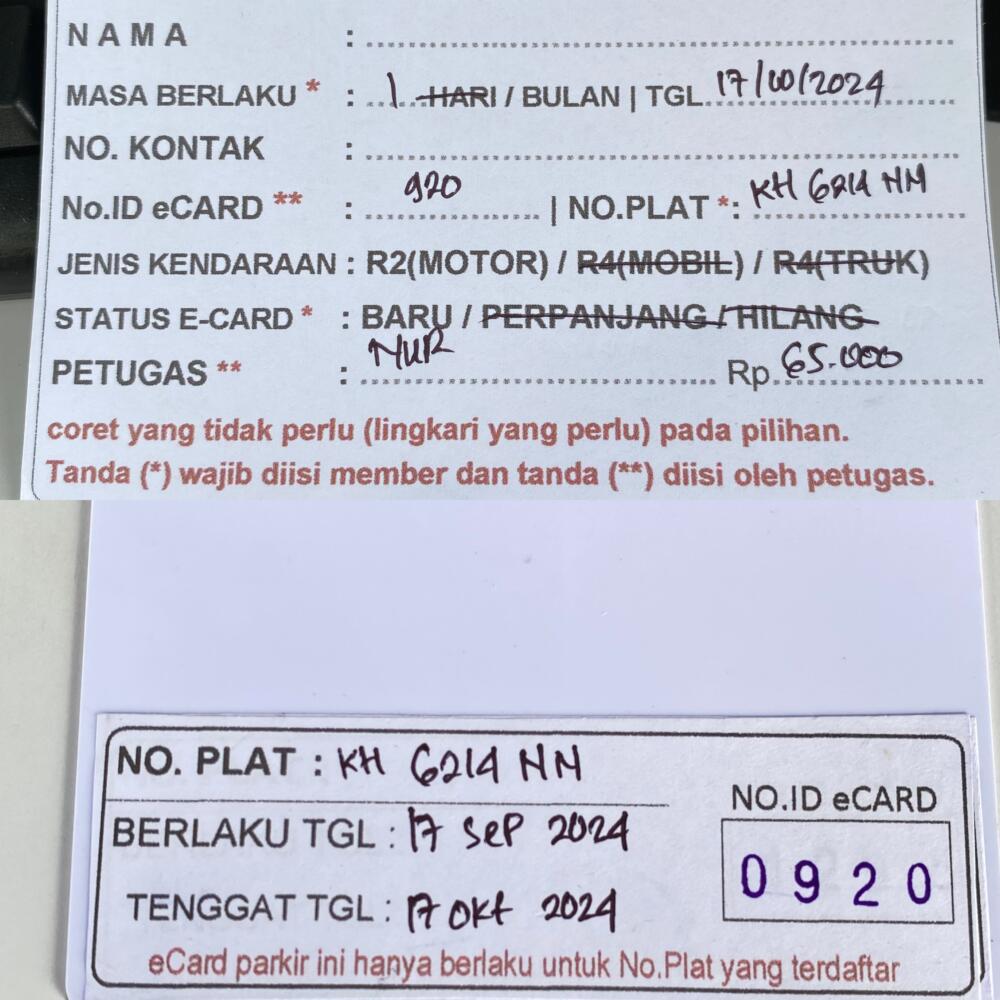 NAMA : ........................
MASA BERLAKU * : 1 HARI / BULAN | TGL 17/10/2024
NO. KONTAK : ........................
No.ID eCARD ** : 920 | NO.PLAT *: KH 6214 NN
JENIS KENDARAAN : R2(MOTOR) / R4(MOBIL) / R4(TRUK)
STATUS E-CARD * : BARU / PERPANJANG / HILANG
PETUGAS ** : NUR Rp 65.000
coret yang tidak perlu (lingkari yang perlu) pada pilihan.
Tanda (*) wajib diisi member dan tanda (**) diisi oleh petugas.
NO. PLAT : KH 6214 NN
NO.ID eCARD
BERLAKU TGL : 17 SEP 2024
0920
TENGGAT TGL : 17 OKT 2024
eCard parkir ini hanya berlaku untuk No.Plat yang terdaftar